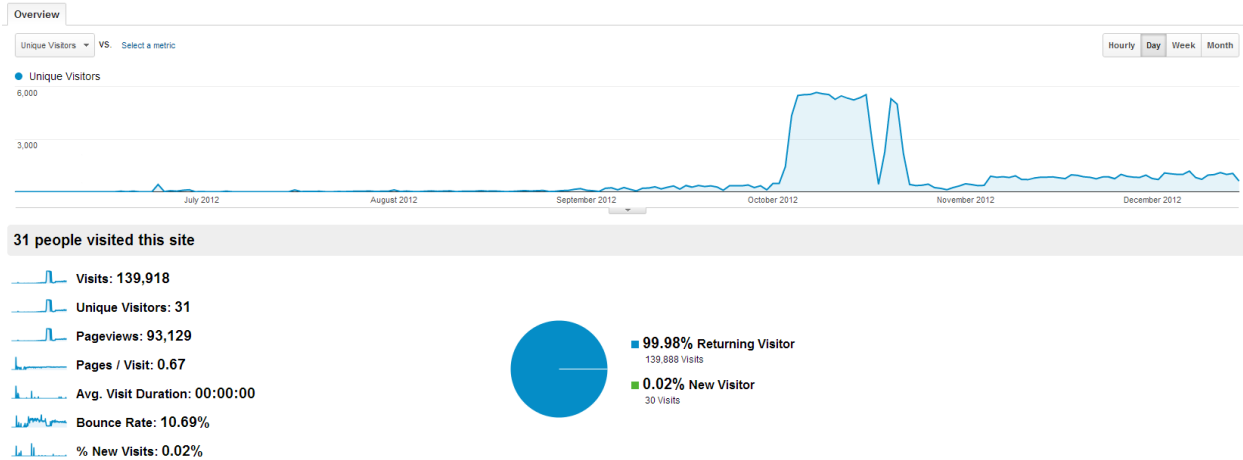 Overview
Unique Visitors VS. Select a metric
Hourly Day Week Month
Unique Visitors
6,000
3,000
July 2012 August 2012 September 2012 October 2012 November 2012 December 2012
31 people visited this site
Visits: 139,918
Unique Visitors: 31
Pageviews: 93,129
Pages / Visit: 0.67
Avg. Visit Duration: 00:00:00
Bounce Rate: 10.69%
% New Visits: 0.02%
99.98% Returning Visitor
139,888 Visits
0.02% New Visitor
30 Visits